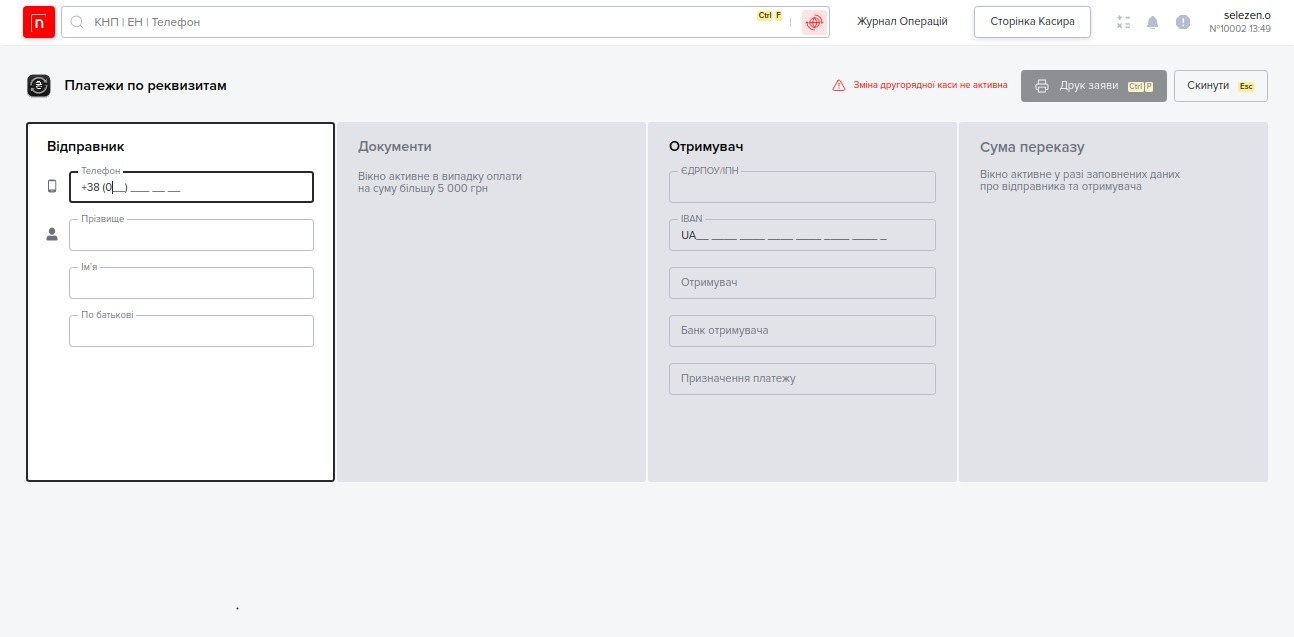 n
КНП | ЕН | Телефон
Ctrl F
Журнал Операцій
Сторінка Касира
selezen.o
№10002 13:49
Платежи по реквизитам
Зміна другорядної каси не активна
Друк заяви Ctrl P
Скинути Esc
Відправник
Телефон
+38 (0__) ___ __ __
Прізвище
Ім'я
По батькові
Документи
Вікно активне в випадку оплати
на суму більшу 5 000 грн
Отримувач
ЄДРПОУ/ІПН
IBAN
UA__ ____ ____ ____ ____ ____ ____ _
Отримувач
Банк отримувача
Призначення платежу
Сума переказу
Вікно активне у разі заповнених даних
про відправника та отримувача